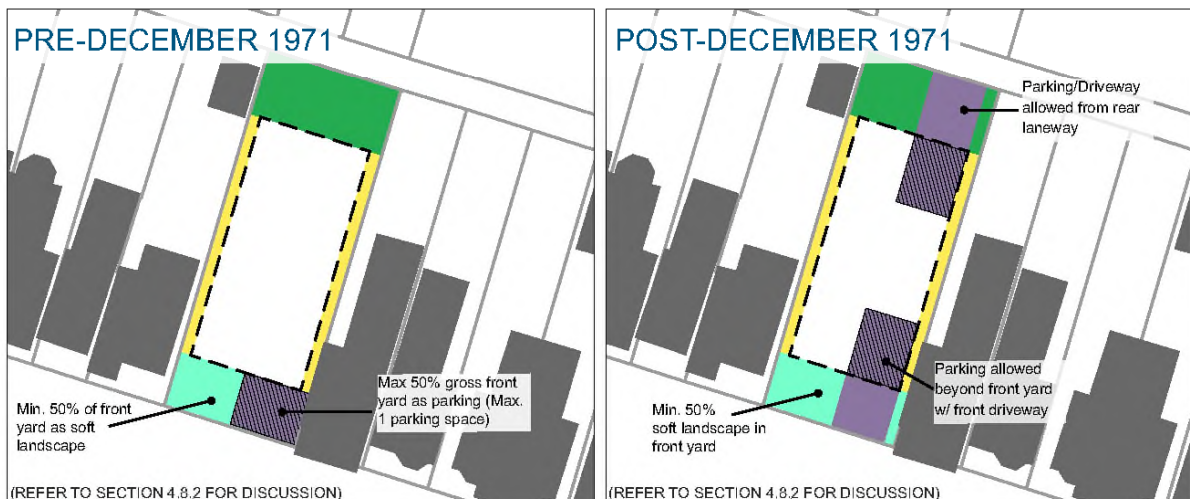 PRE-DECEMBER 1971
Min. 50% of front
yard as soft
landscape
Max 50% gross front
yard as parking (Max.
1 parking space)
(REFER TO SECTION 4.8.2 FOR DISCUSSION)
POST-DECEMBER 1971
Parking/Driveway
allowed from rear
laneway
Parking allowed
beyond front yard
w/ front driveway
Min. 50%
soft landscape in
front yard
(REFER TO SECTION 4.8.2 FOR DISCUSSION)